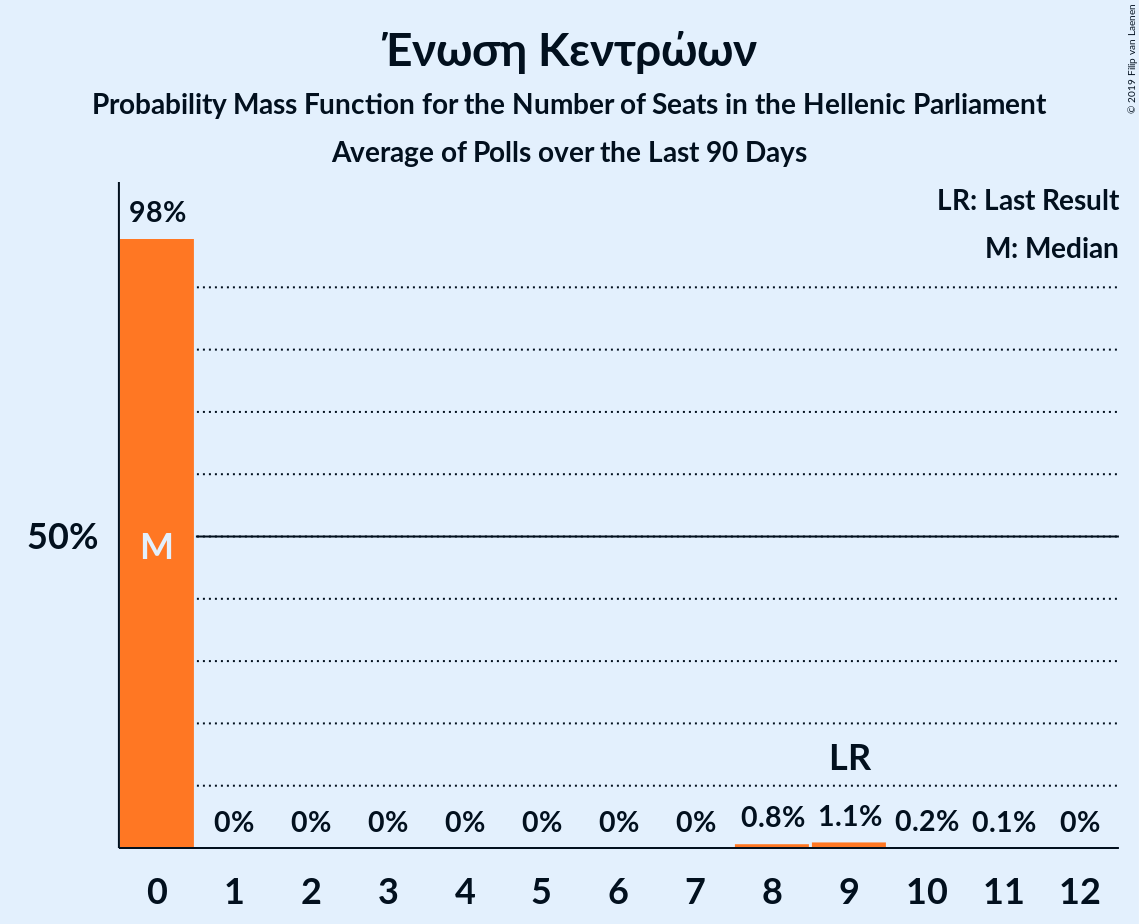 Ένωση Κεντρώων
Probability Mass Function for the Number of Seats in the Hellenic Parliament
Average of Polls over the Last 90 Days
© 2019 Filip van Laenen
LR: Last Result
M: Median
98%
50%
M
LR
0% 0% 0% 0% 0% 0% 0% 0.8% 1.1% 0.2% 0.1% 0%
0 1 2 3 4 5 6 7 8 9 10 11 12